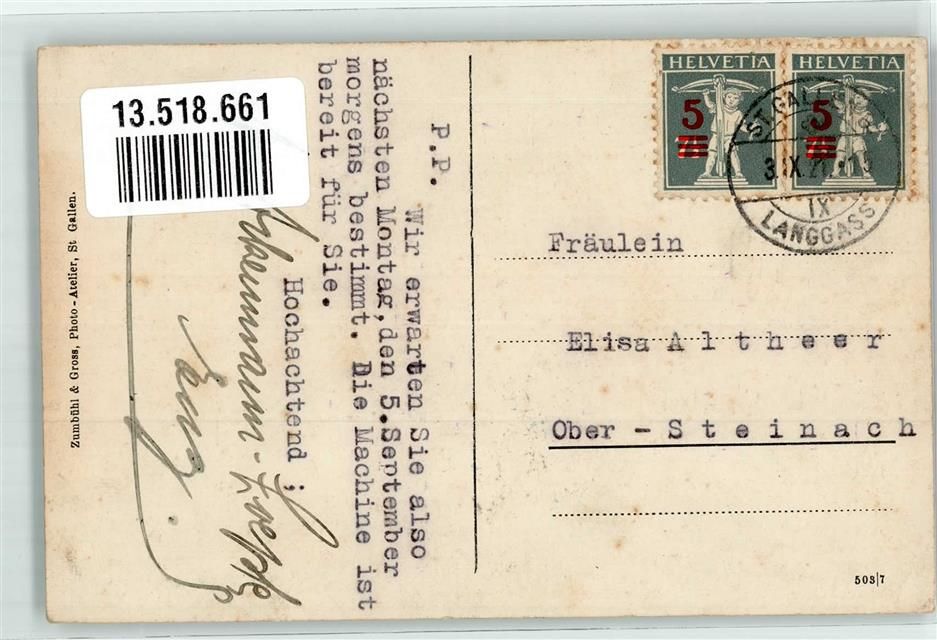 13.518.661
HELVETIA
HELVETIA
5
5
ST. GALLEN
IX
LANGGASS
P.P.
Wir erwarten Sie also
nächsten Montag, den 5. September
morgens bestimmt. Die Machine ist
bereit für Sie.
Hochachtend ;
Fräulein
Elisa Altheer
Ober - Steinach
Zumbühl & Gross, Photo - Atelier, St Gallen.
503|7